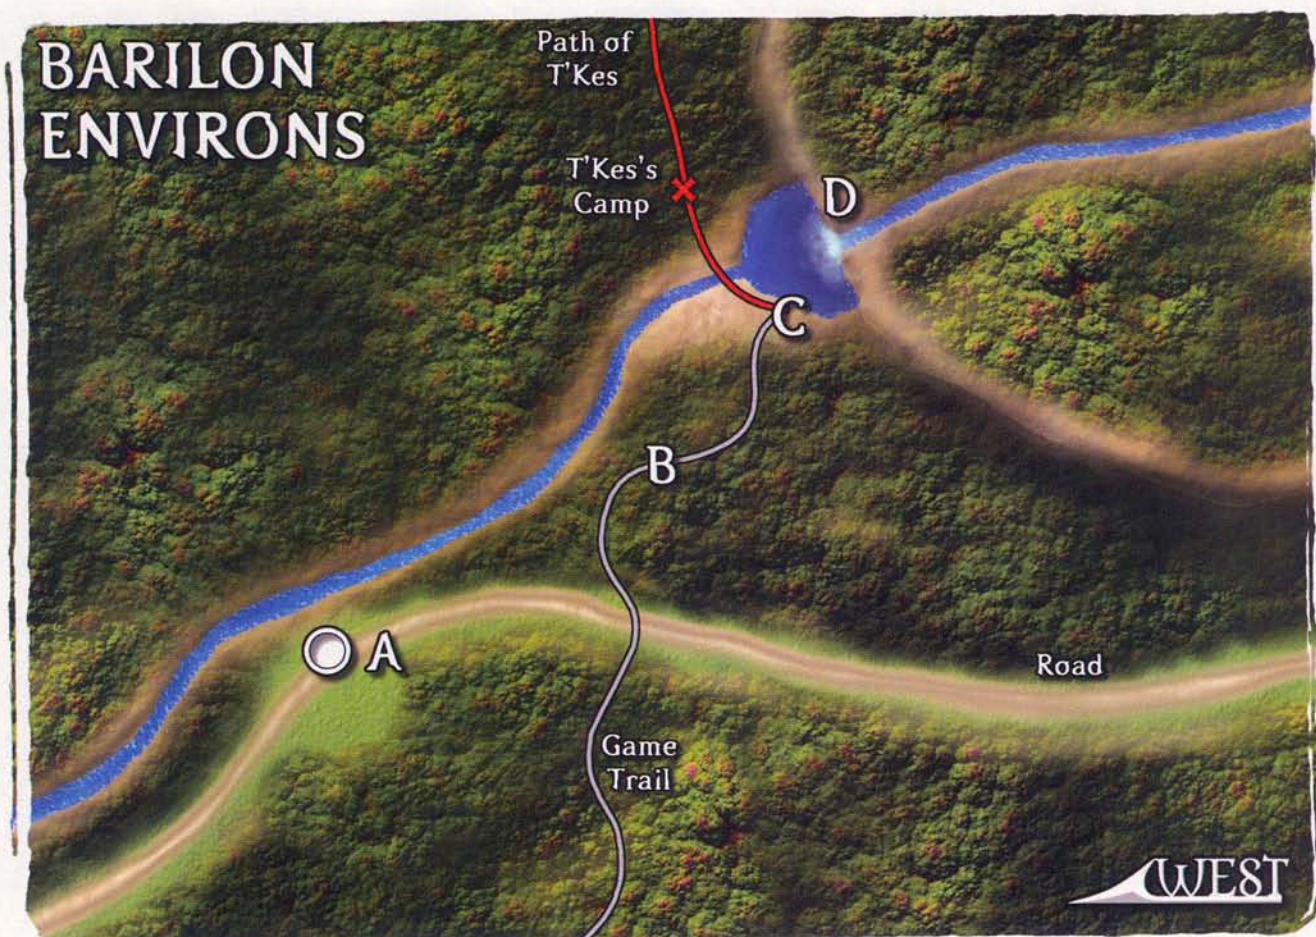 BARILON
ENVIRONS
Path of
T'Kes
T'Kes's
Camp
D
C
B
A
Road
Game
Trail
WEST